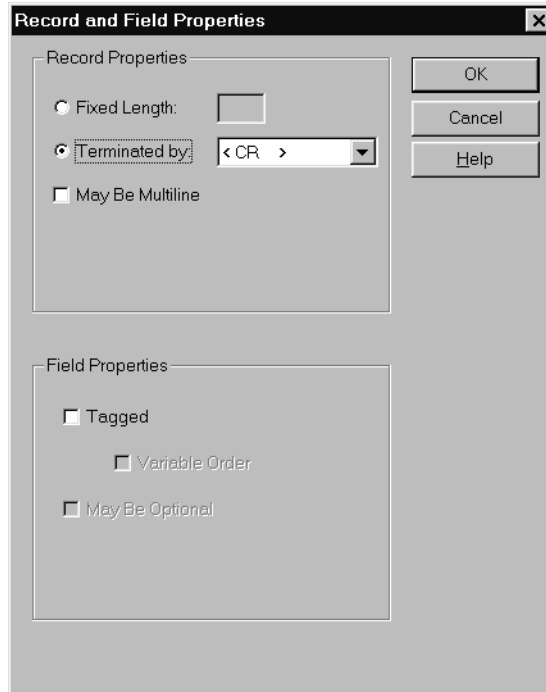 Record and Field Properties
Record Properties
Fixed Length:
Terminated by:
< CR >
May Be Multiline
OK
Cancel
Help
Field Properties
Tagged
Variable Order
May Be Optional